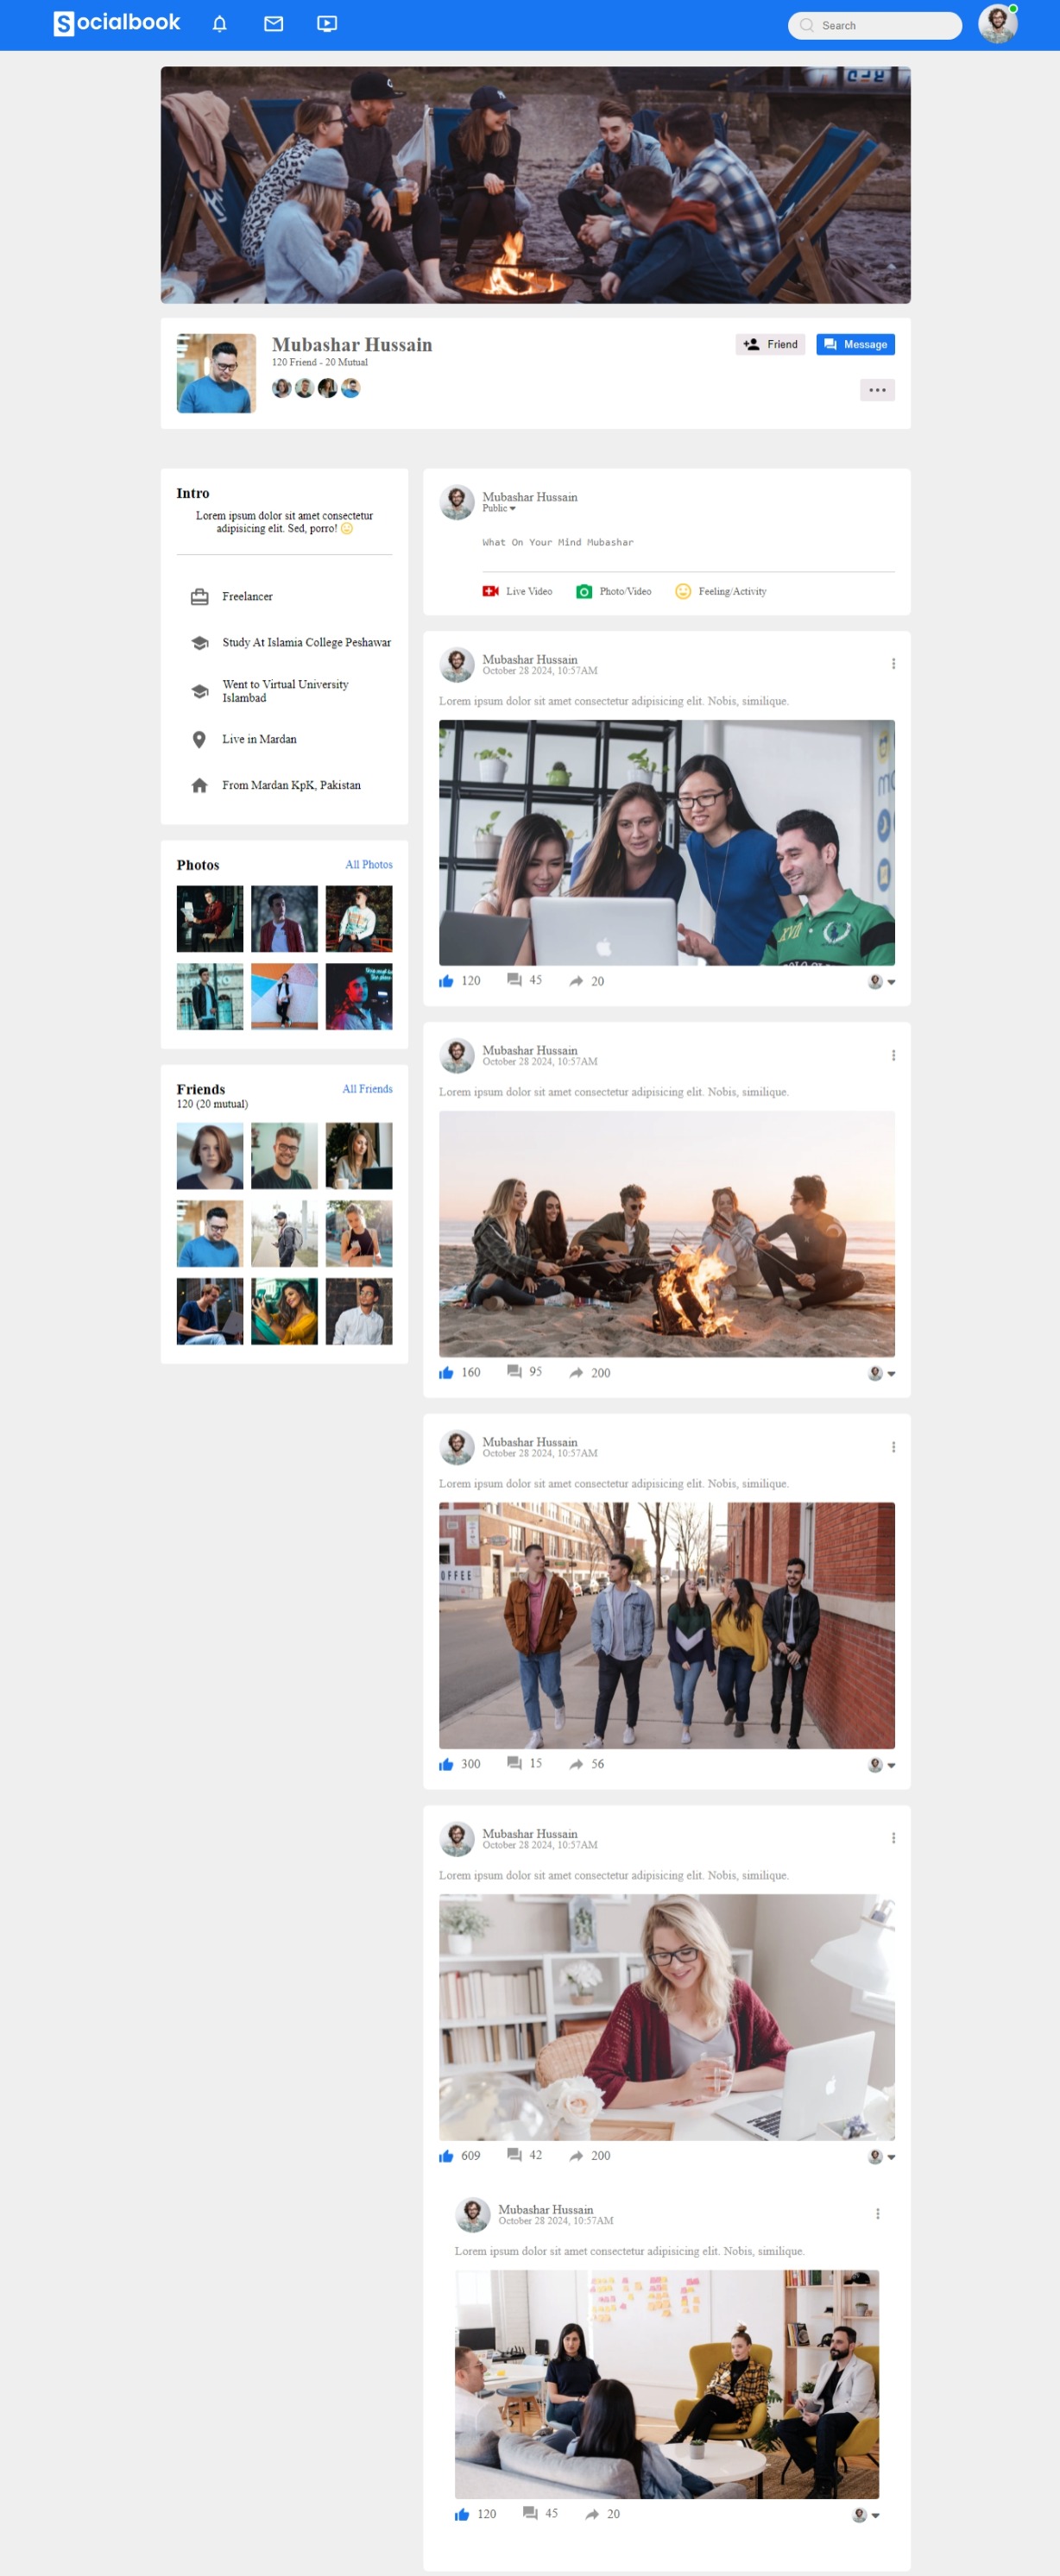 Socialbook
Search
Mubashar Hussain
120 Friend - 20 Mutual
Friend
Message
Intro
Lorem ipsum dolor sit amet consectetur
adipisicing elit. Sed, porro!
Freelancer
Study At Islamia College Peshawar
Went to Virtual University
Islambad
Live in Mardan
From Mardan KpK, Pakistan
Photos
All Photos
Friends
All Friends
120 (20 mutual)
Mubashar Hussain
Public
What On Your Mind Mubashar
Live Video
Photo/Video
Feeling/Activity
Mubashar Hussain
October 28 2024, 10:57AM
Lorem ipsum dolor sit amet consectetur adipisicing elit. Nobis, similique.
XVII
120
45
20
Mubashar Hussain
October 28 2024, 10:57AM
Lorem ipsum dolor sit amet consectetur adipisicing elit. Nobis, similique.
160
95
200
Mubashar Hussain
October 28 2024, 10:57AM
Lorem ipsum dolor sit amet consectetur adipisicing elit. Nobis, similique.
OFFEE
300
15
56
Mubashar Hussain
October 28 2024, 10:57AM
Lorem ipsum dolor sit amet consectetur adipisicing elit. Nobis, similique.
609
42
200
Mubashar Hussain
October 28 2024, 10:57AM
Lorem ipsum dolor sit amet consectetur adipisicing elit. Nobis, similique.
120
45
20